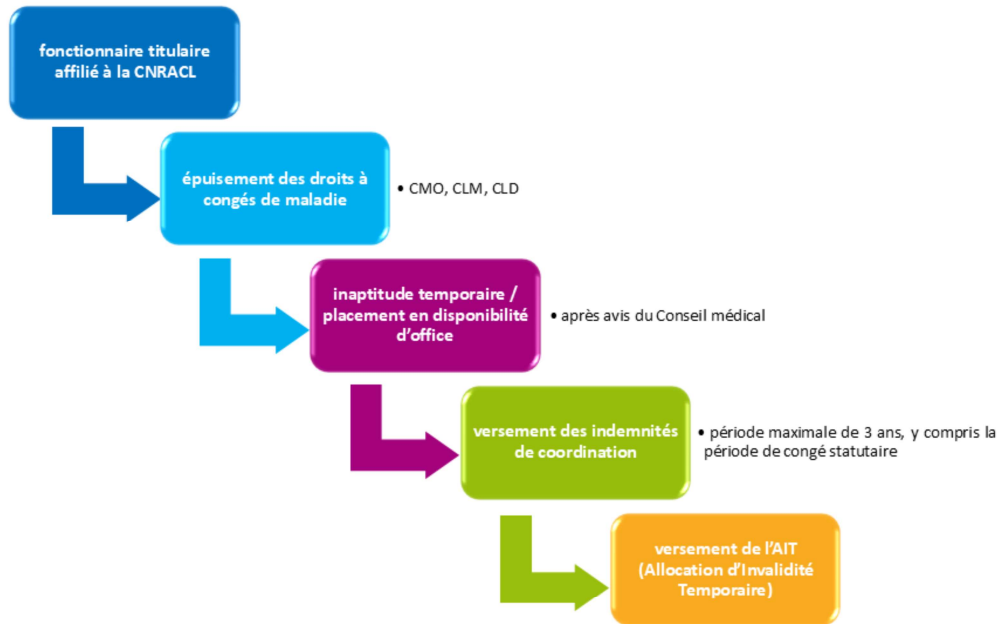 fonctionnaire titulaire
affilié à la CNRACL
épuisement des droits à
congés de maladie
• CMO, CLM, CLD
inaptitude temporaire /
placement en disponibilité
d'office
• après avis du Conseil médical
versement des indemnités
de coordination
• période maximale de 3 ans, y compris la
période de congé statutaire
versement de l'AIT
(Allocation d'Invalidité
Temporaire)